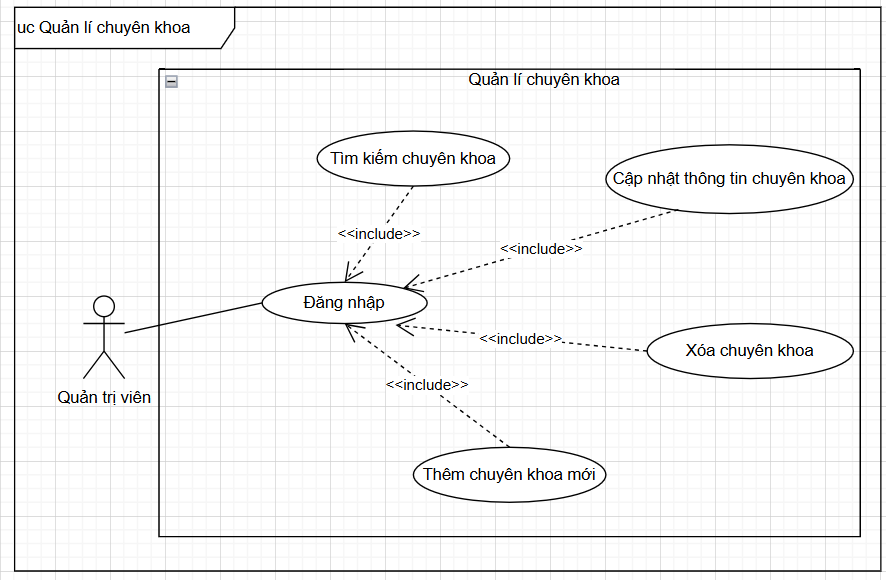 uc Quản lí chuyên khoa
Quản lí chuyên khoa
Tìm kiếm chuyên khoa
Cập nhật thông tin chuyên khoa
<<include>>
<<include>>
Đăng nhập
<<include>>
Xóa chuyên khoa
<<include>>
Quản trị viên
Thêm chuyên khoa mới